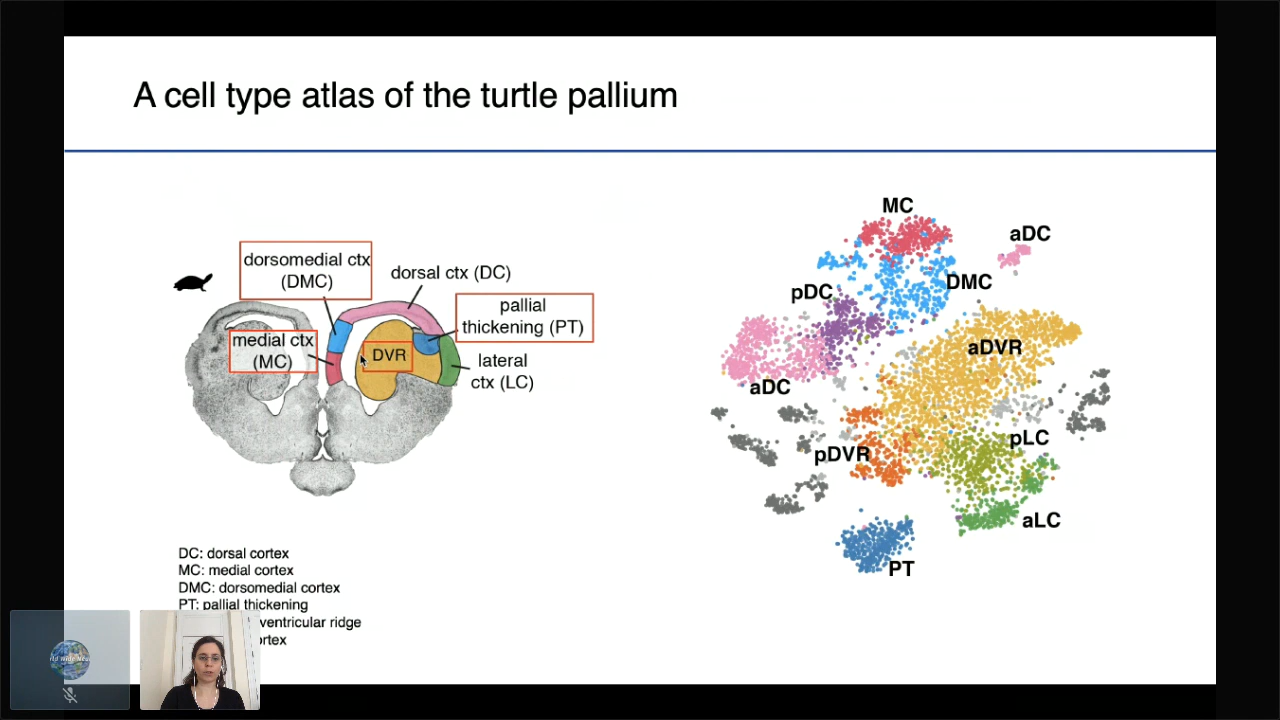 A cell type atlas of the turtle pallium
dorsomedial ctx
(DMC)
dorsal ctx (DC)
pallial
thickening (PT)
medial ctx
(MC)
DVR
lateral
ctx (LC)
MC
aDC
DMC
pDC
aDVR
aDC
pLC
pDVR
aLC
PT
DC: dorsal cortex
MC: medial cortex
DMC: dorsomedial cortex
PT: pallial thickening
ventricular ridge